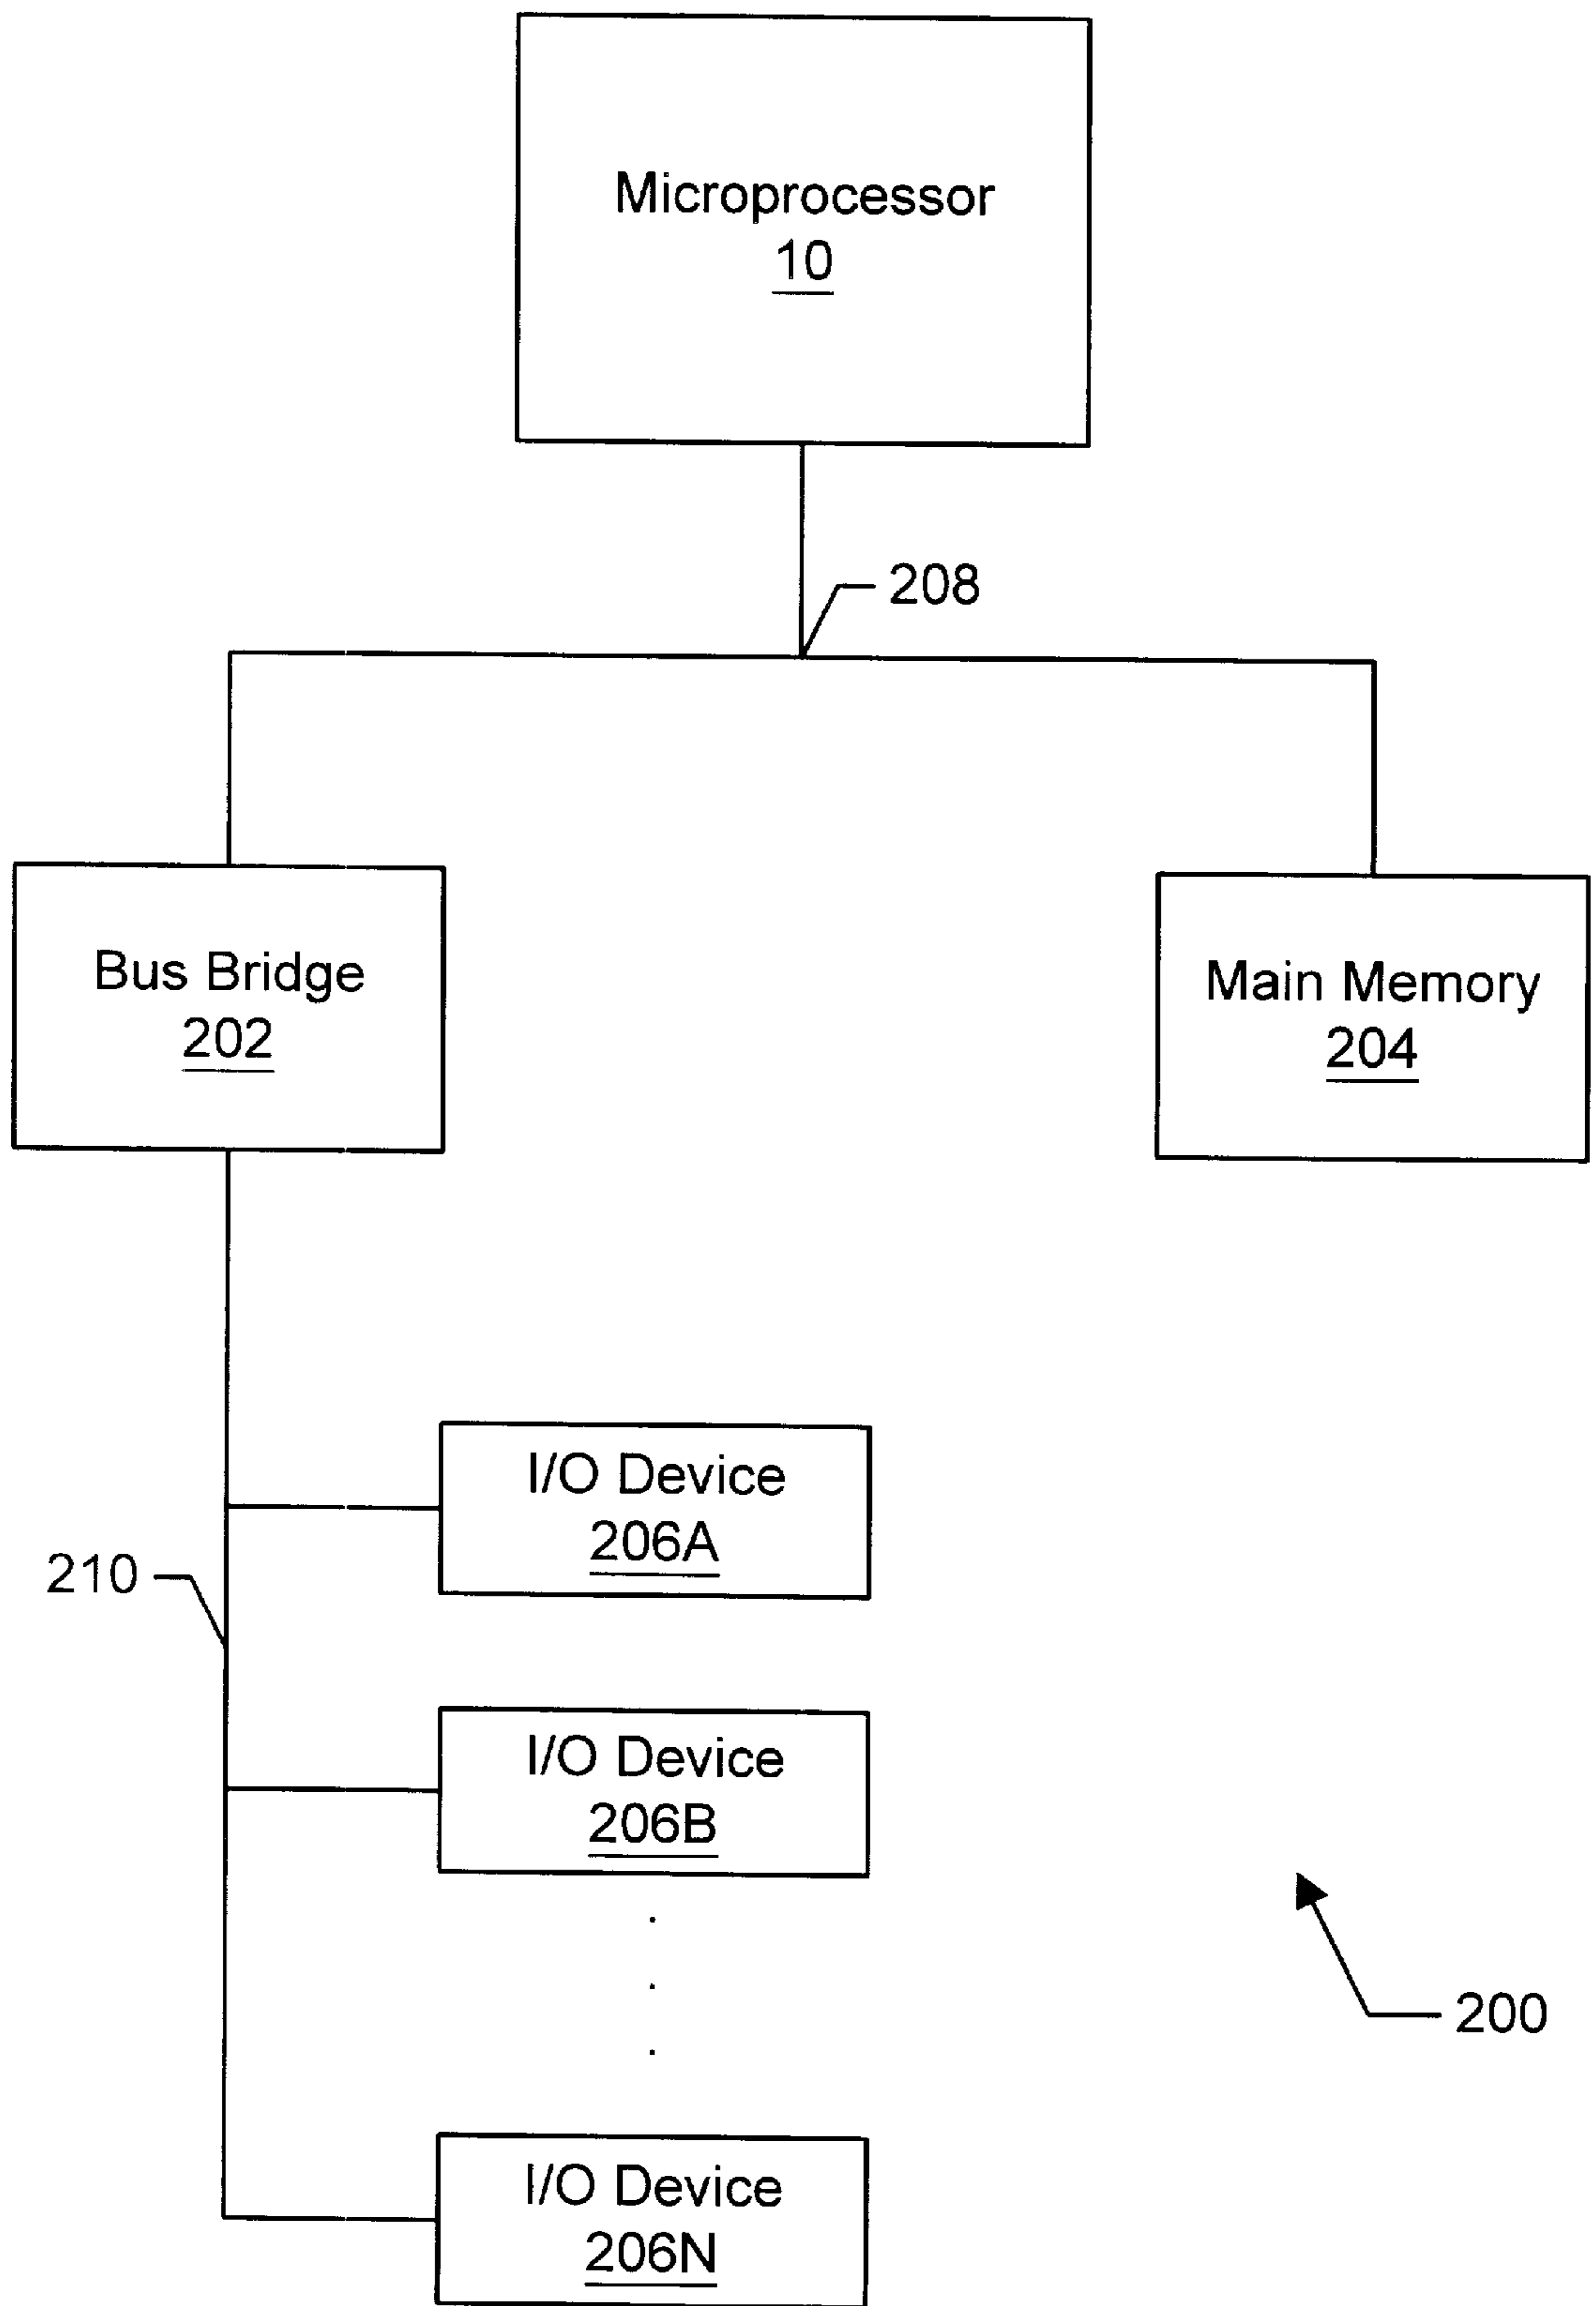 Microprocessor
10
208
Bus Bridge
202
Main Memory
204
I/O Device
206A
210
I/O Device
206B
200
I/O Device
206N